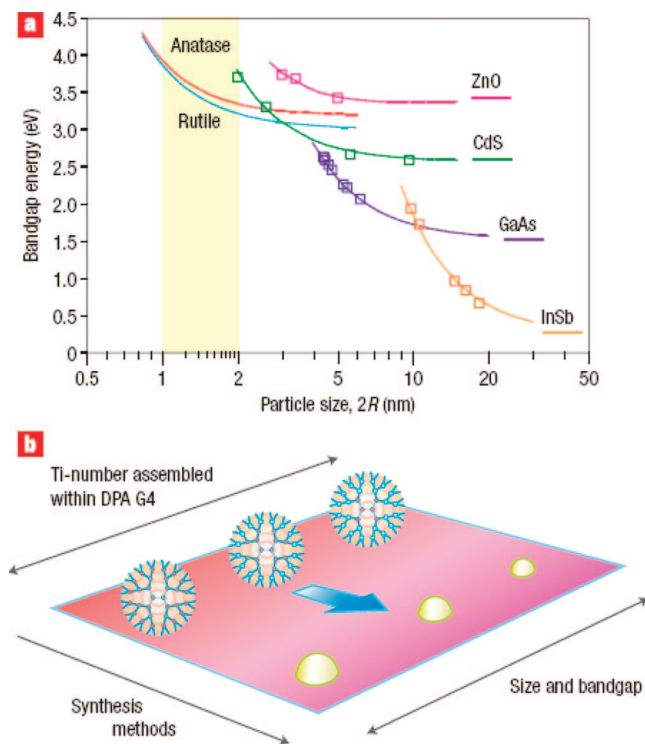 a
Bandgap energy (eV)
4.5
4.0
3.5
3.0
2.5
2.0
1.5
1.0
0.5
0
Anatase
Rutile
ZnO
CdS
GaAs
InSb
0.5
1
2
5
10
20
50
Particle size, 2R (nm)
b
Ti-number assembled
within DPA G4
Synthesis
methods
Size and bandgap